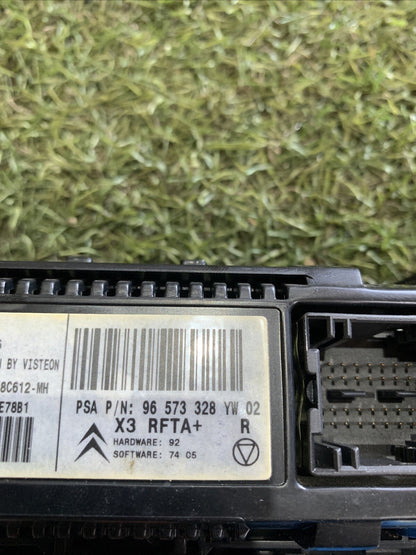 N BY VISTEON
8C612-MH
E78B1
PSA P/N: 96 573 328 YW 02
X3 RFTA+ R
HARDWARE: 92
SOFTWARE: 74 05